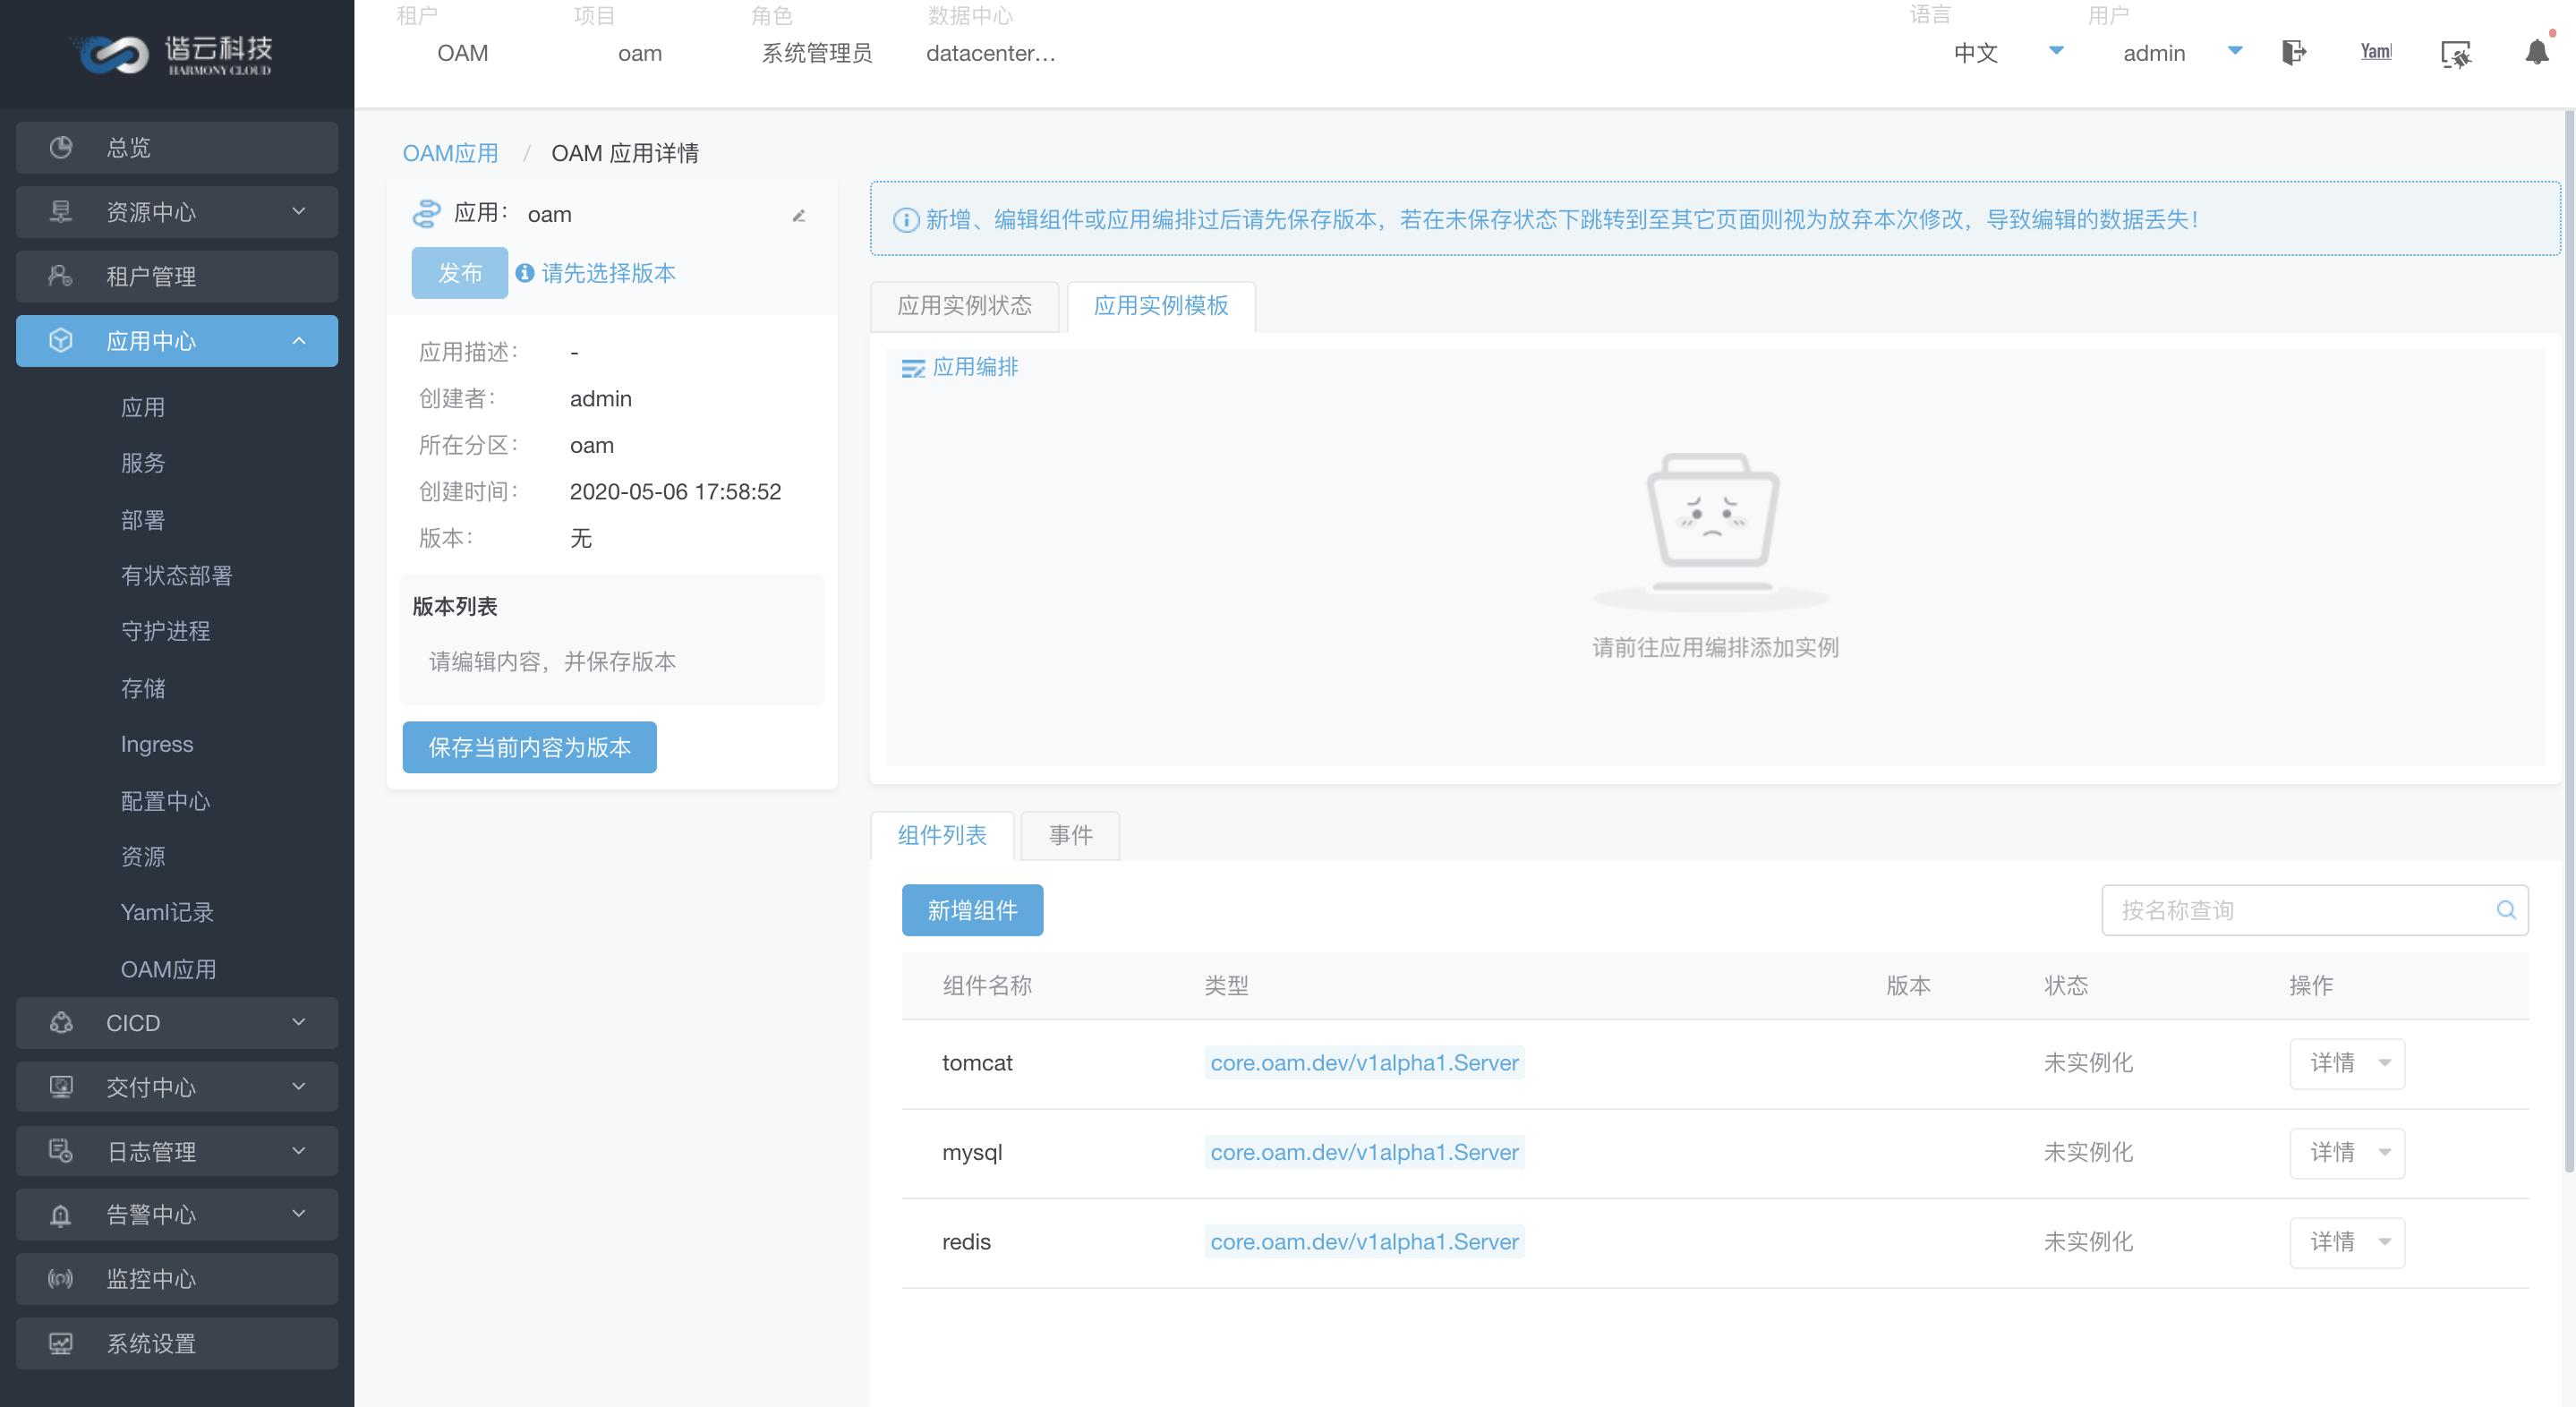 谐云科技
HARMONY CLOUD
租户
项目
角色
数据中心
语言
用户
OAM
oam
系统管理员
datacenter...
中文
admin
Yaml
总览
资源中心
租户管理
应用中心
应用
服务
部署
有状态部署
守护进程
存储
Ingress
配置中心
资源
Yaml记录
OAM应用
CICD
交付中心
日志管理
告警中心
监控中心
系统设置
OAM应用 / OAM 应用详情
应用： oam
发布 请先选择版本
应用描述： -
创建者： admin
所在分区： oam
创建时间： 2020-05-06 17:58:52
版本： 无
版本列表
请编辑内容，并保存版本
保存当前内容为版本
新增、编辑组件或应用编排过后请先保存版本，若在未保存状态下跳转到至其它页面则视为放弃本次修改，导致编辑的数据丢失！
应用实例状态 应用实例模板
应用编排
请前往应用编排添加实例
组件列表 事件
新增组件 按名称查询
组件名称 类型 版本 状态 操作
tomcat core.oam.dev/v1alpha1.Server 未实例化 详情
mysql core.oam.dev/v1alpha1.Server 未实例化 详情
redis core.oam.dev/v1alpha1.Server 未实例化 详情